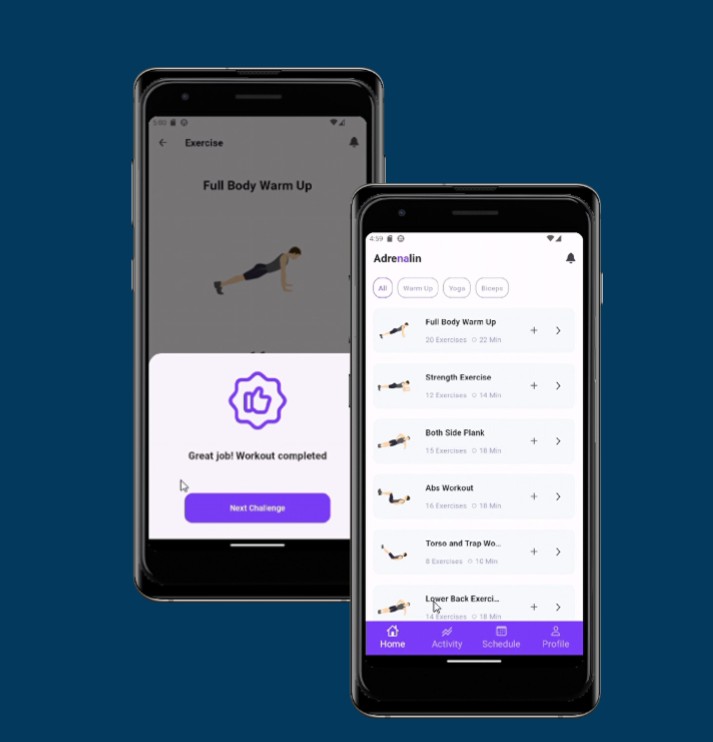 5:00
Exercise
Full Body Warm Up
Great job! Workout completed
Next Challenge
4:59
Adrenalin
All
Warm Up
Yoga
Biceps
Full Body Warm Up
20 Exercises 22 Min
Strength Exercise
12 Exercises 14 Min
Both Side Plank
15 Exercises 18 Min
Abs Workout
16 Exercises 18 Min
Torso and Trap Wo...
8 Exercises 10 Min
Lower Back Exerci...
14 Exercises 18 Min
Home
Activity
Schedule
Profile